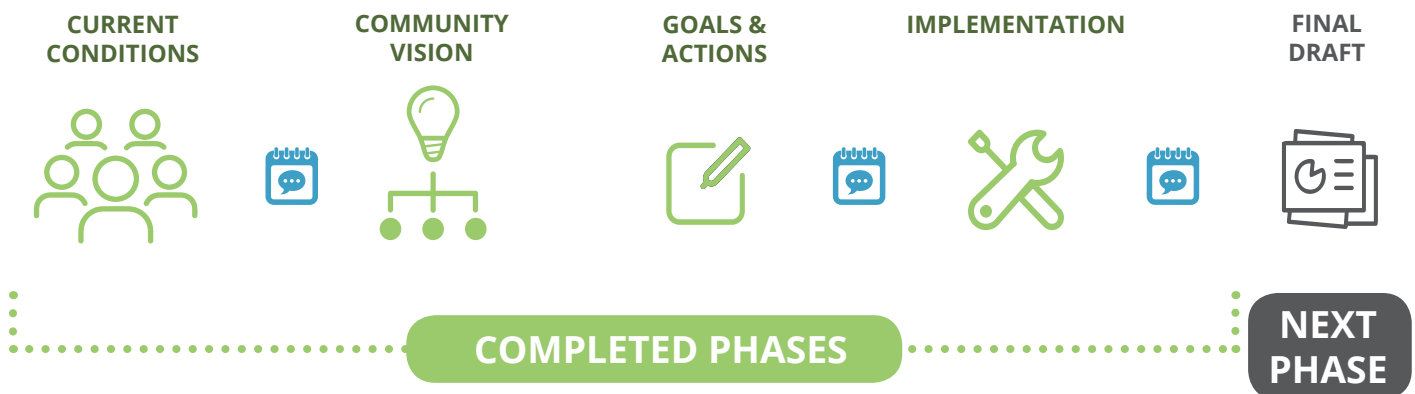 CURRENT
CONDITIONS
COMMUNITY
VISION
GOALS &
ACTIONS
IMPLEMENTATION
FINAL
DRAFT
COMPLETED PHASES
NEXT
PHASE